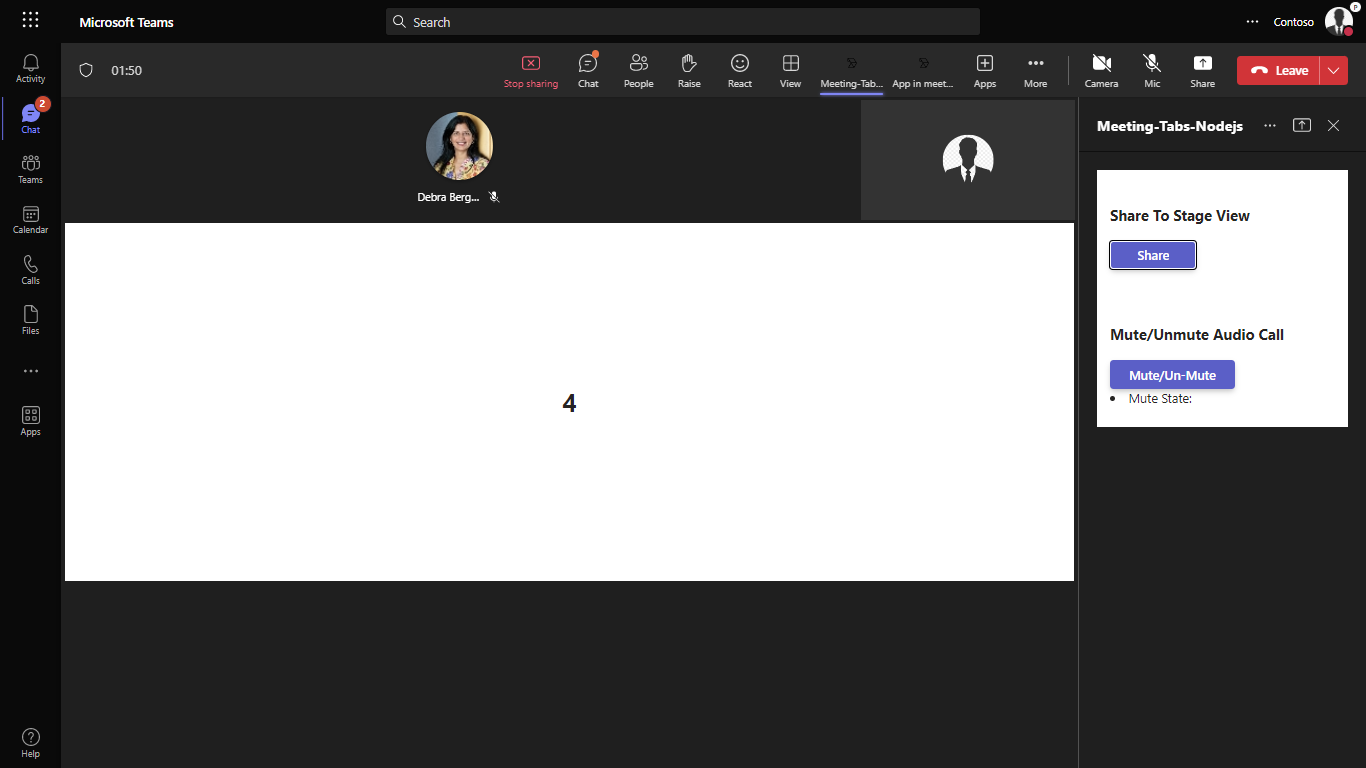 Microsoft Teams
Search
Contoso
P
Activity
2
Chat
Teams
Calendar
Calls
Files
Apps
Help
01:50
Stop sharing
Chat
People
Raise
React
View
Meeting-Tab...
App in meet...
Apps
More
Camera
Mic
Share
Leave
Debra Berg...
4
Meeting-Tabs-Nodejs
Share To Stage View
Share
Mute/Unmute Audio Call
Mute/Un-Mute
• Mute State: